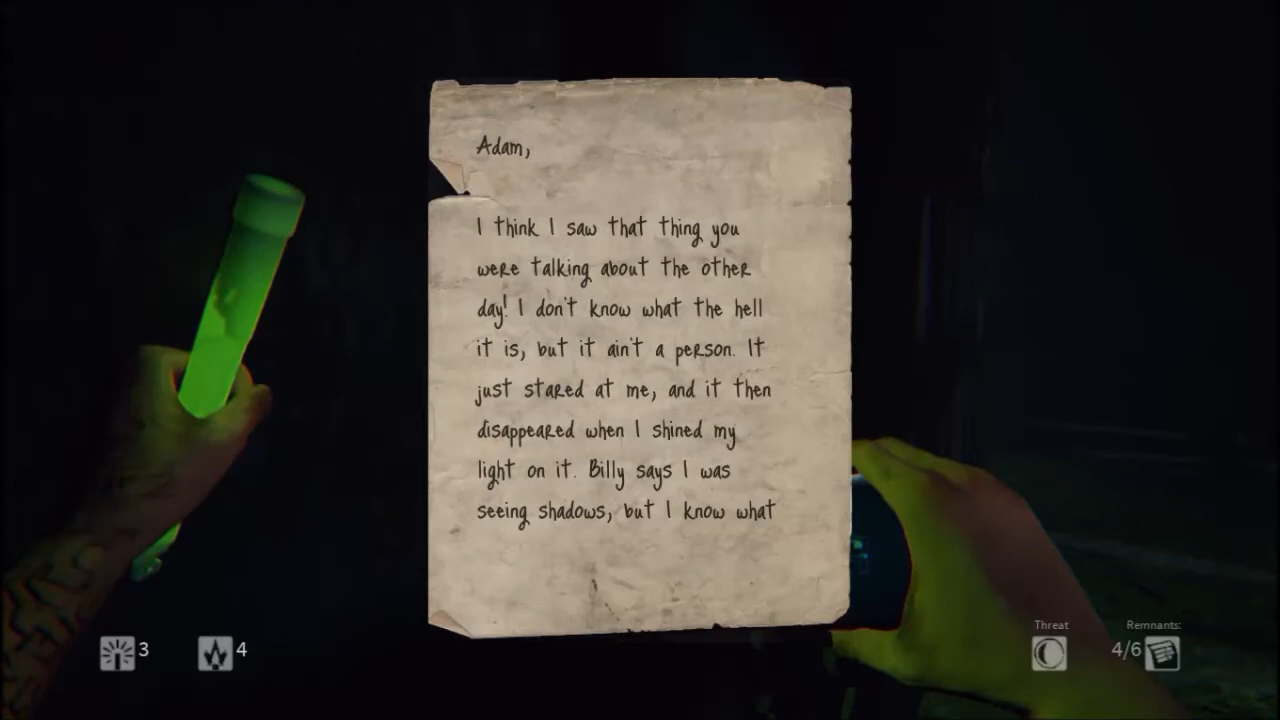 Adam,
I think I saw that thing you
were talking about the other
day! I don't know what the hell
it is, but it ain't a person. It
just stared at me, and it then
disappeared when I shined my
light on it. Billy says I was
seeing shadows, but I know what
3
4
Threat
Remnants:
4/6